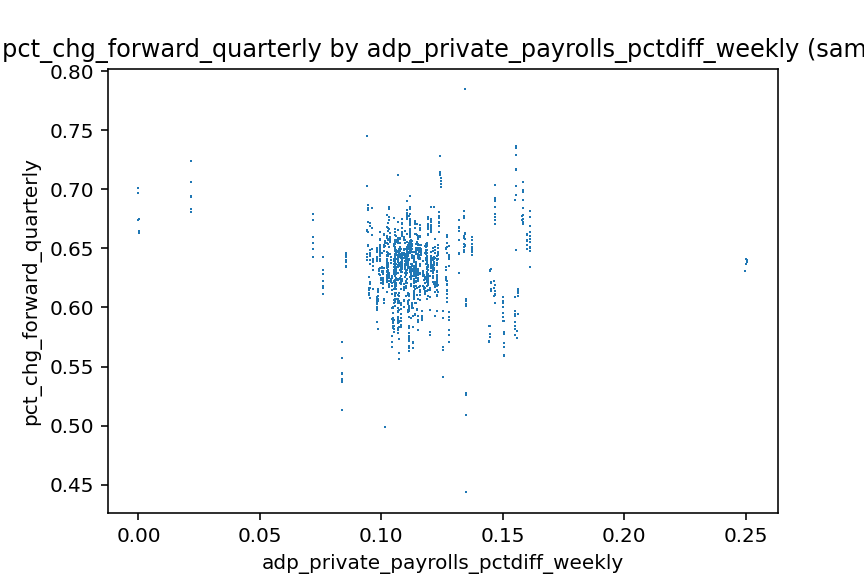 pct_chg_forward_quarterly by adp_private_payrolls_pctdiff_weekly (sam
0.80
0.75
0.70
0.65
0.60
0.55
0.50
0.45
pct_chg_forward_quarterly
0.00 0.05 0.10 0.15 0.20 0.25
adp_private_payrolls_pctdiff_weekly